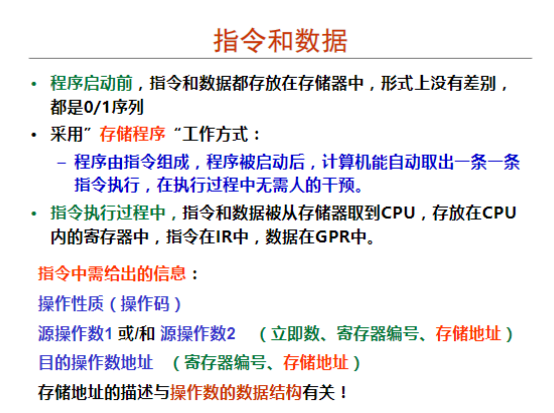 指令和数据
• 程序启动前，指令和数据都存放在存储器中，形式上没有差别，
都是0/1序列
• 采用”存储程序“工作方式：
– 程序由指令组成，程序被启动后，计算机能自动取出一条一条
指令执行，在执行过程中无需人的干预。
• 指令执行过程中，指令和数据被从存储器取到CPU，存放在CPU
内的寄存器中，指令在IR中，数据在GPR中。
指令中需给出的信息：
操作性质（操作码）
源操作数1 或/和 源操作数2 （立即数、寄存器编号、存储地址）
目的操作数地址 （寄存器编号、存储地址）
存储地址的描述与操作数的数据结构有关！